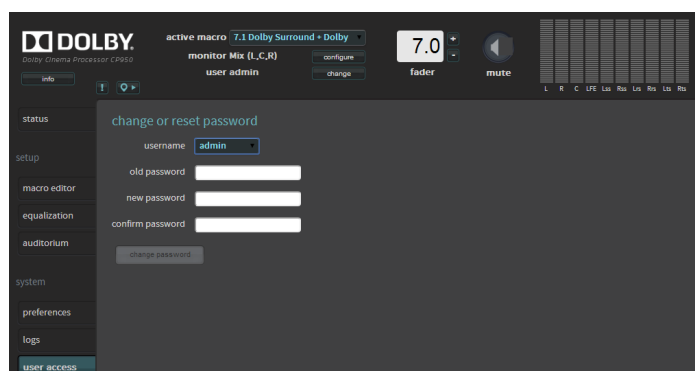 DOLBY.
Dolby Cinema Processor CP950
info
active macro 7.1 Dolby Surround + Dolby
monitor Mix (L,C,R) configure
user admin change
7.0 + -
fader
mute
L R C LFE Lss Rss Lrs Rrs Lts Rts
!
status
setup
macro editor
equalization
auditorium
system
preferences
logs
user access
change or reset password
username admin
old password
new password
confirm password
change password